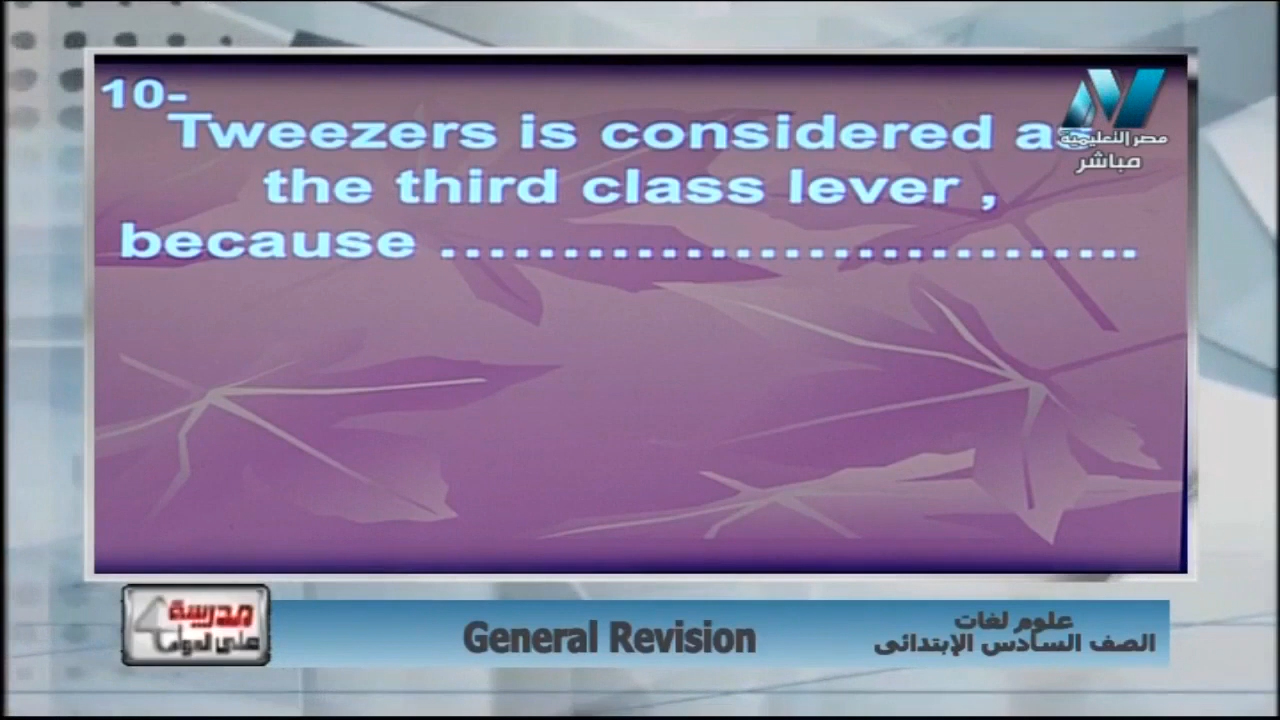 10-
Tweezers is considered as
the third class lever ,
because ................................
مصر التعليمية
مباشر
مدرسة
على الهواء
General Revision
علوم لغات
الصف السادس الإبتدائى